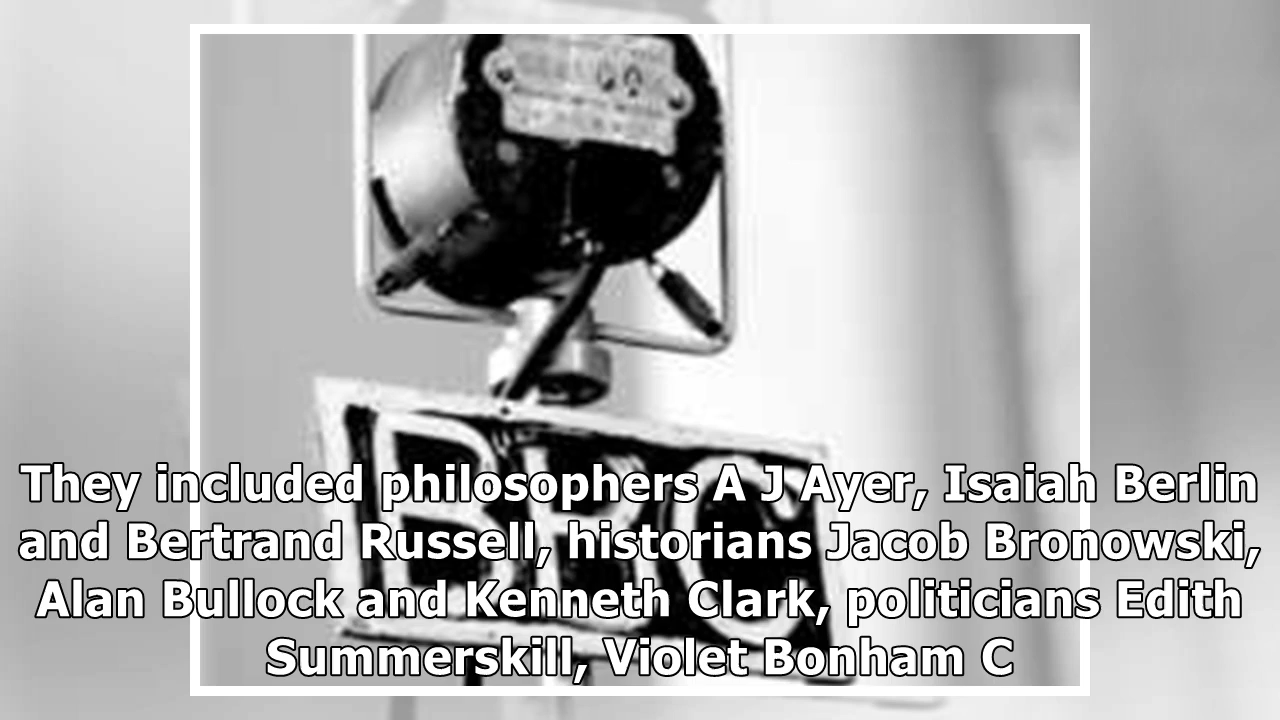 BBC
They included philosophers A J Ayer, Isaiah Berlin
and Bertrand Russell, historians Jacob Bronowski,
Alan Bullock and Kenneth Clark, politicians Edith
Summerskill, Violet Bonham C